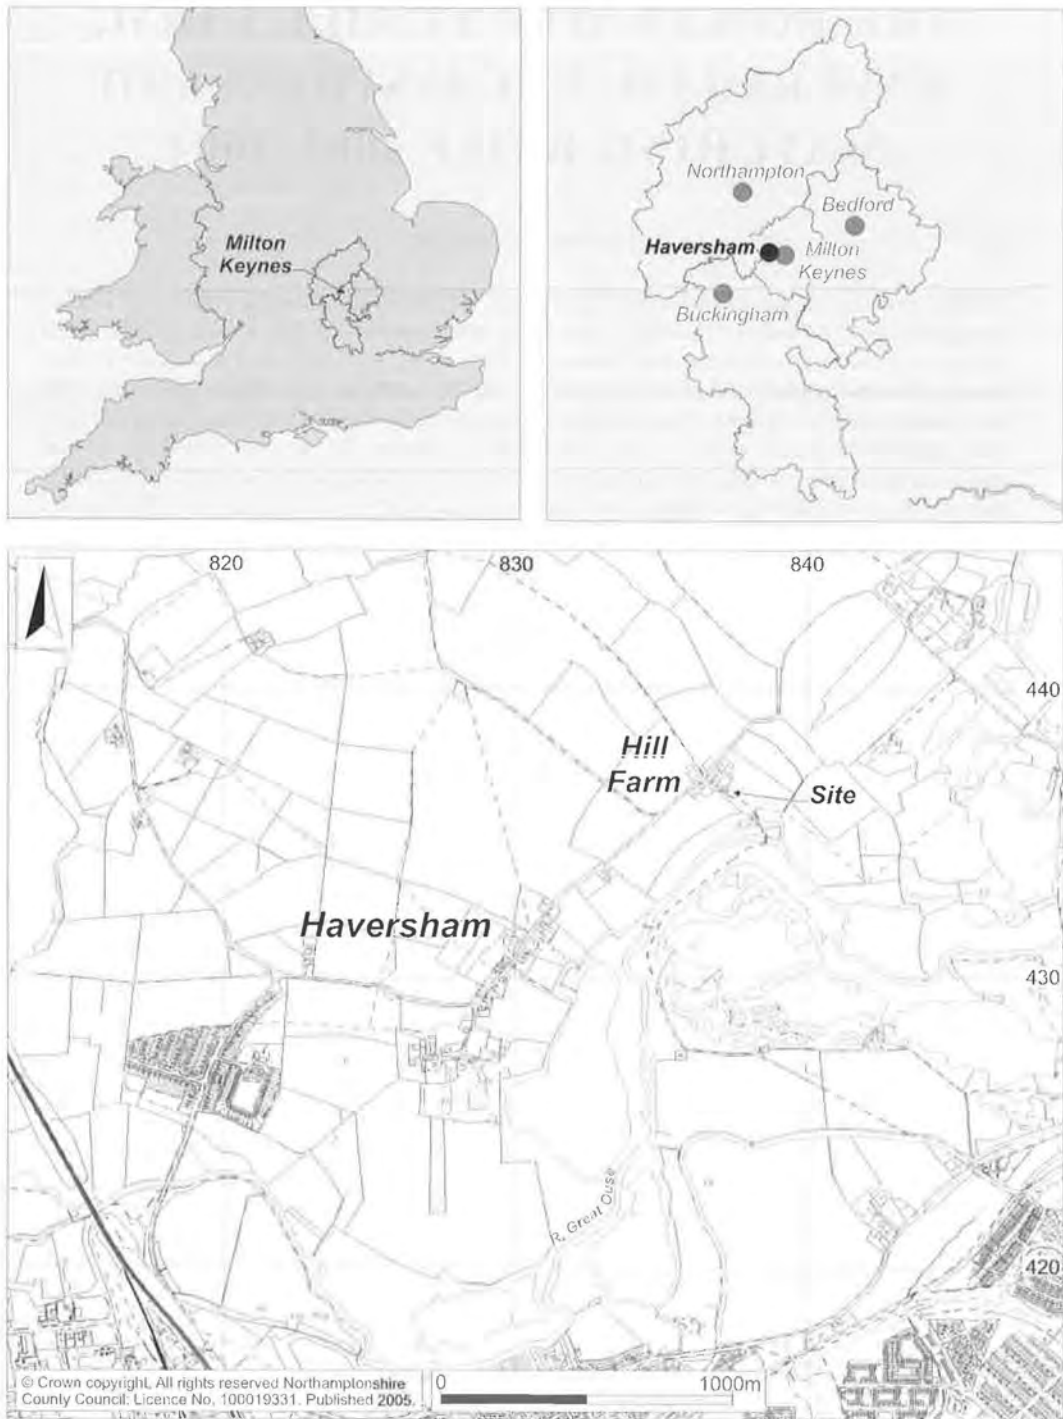 Milton
Keynes
Northampton
Bedford
Haversham
Milton
Keynes
Buckingham
820
830
840
440
Hill
Farm
Site
Haversham
430
R. Great Ouse
420
© Crown copyright, All rights reserved Northamptonshire
County Council: Licence No, 100019331. Published 2005.
0
1000m